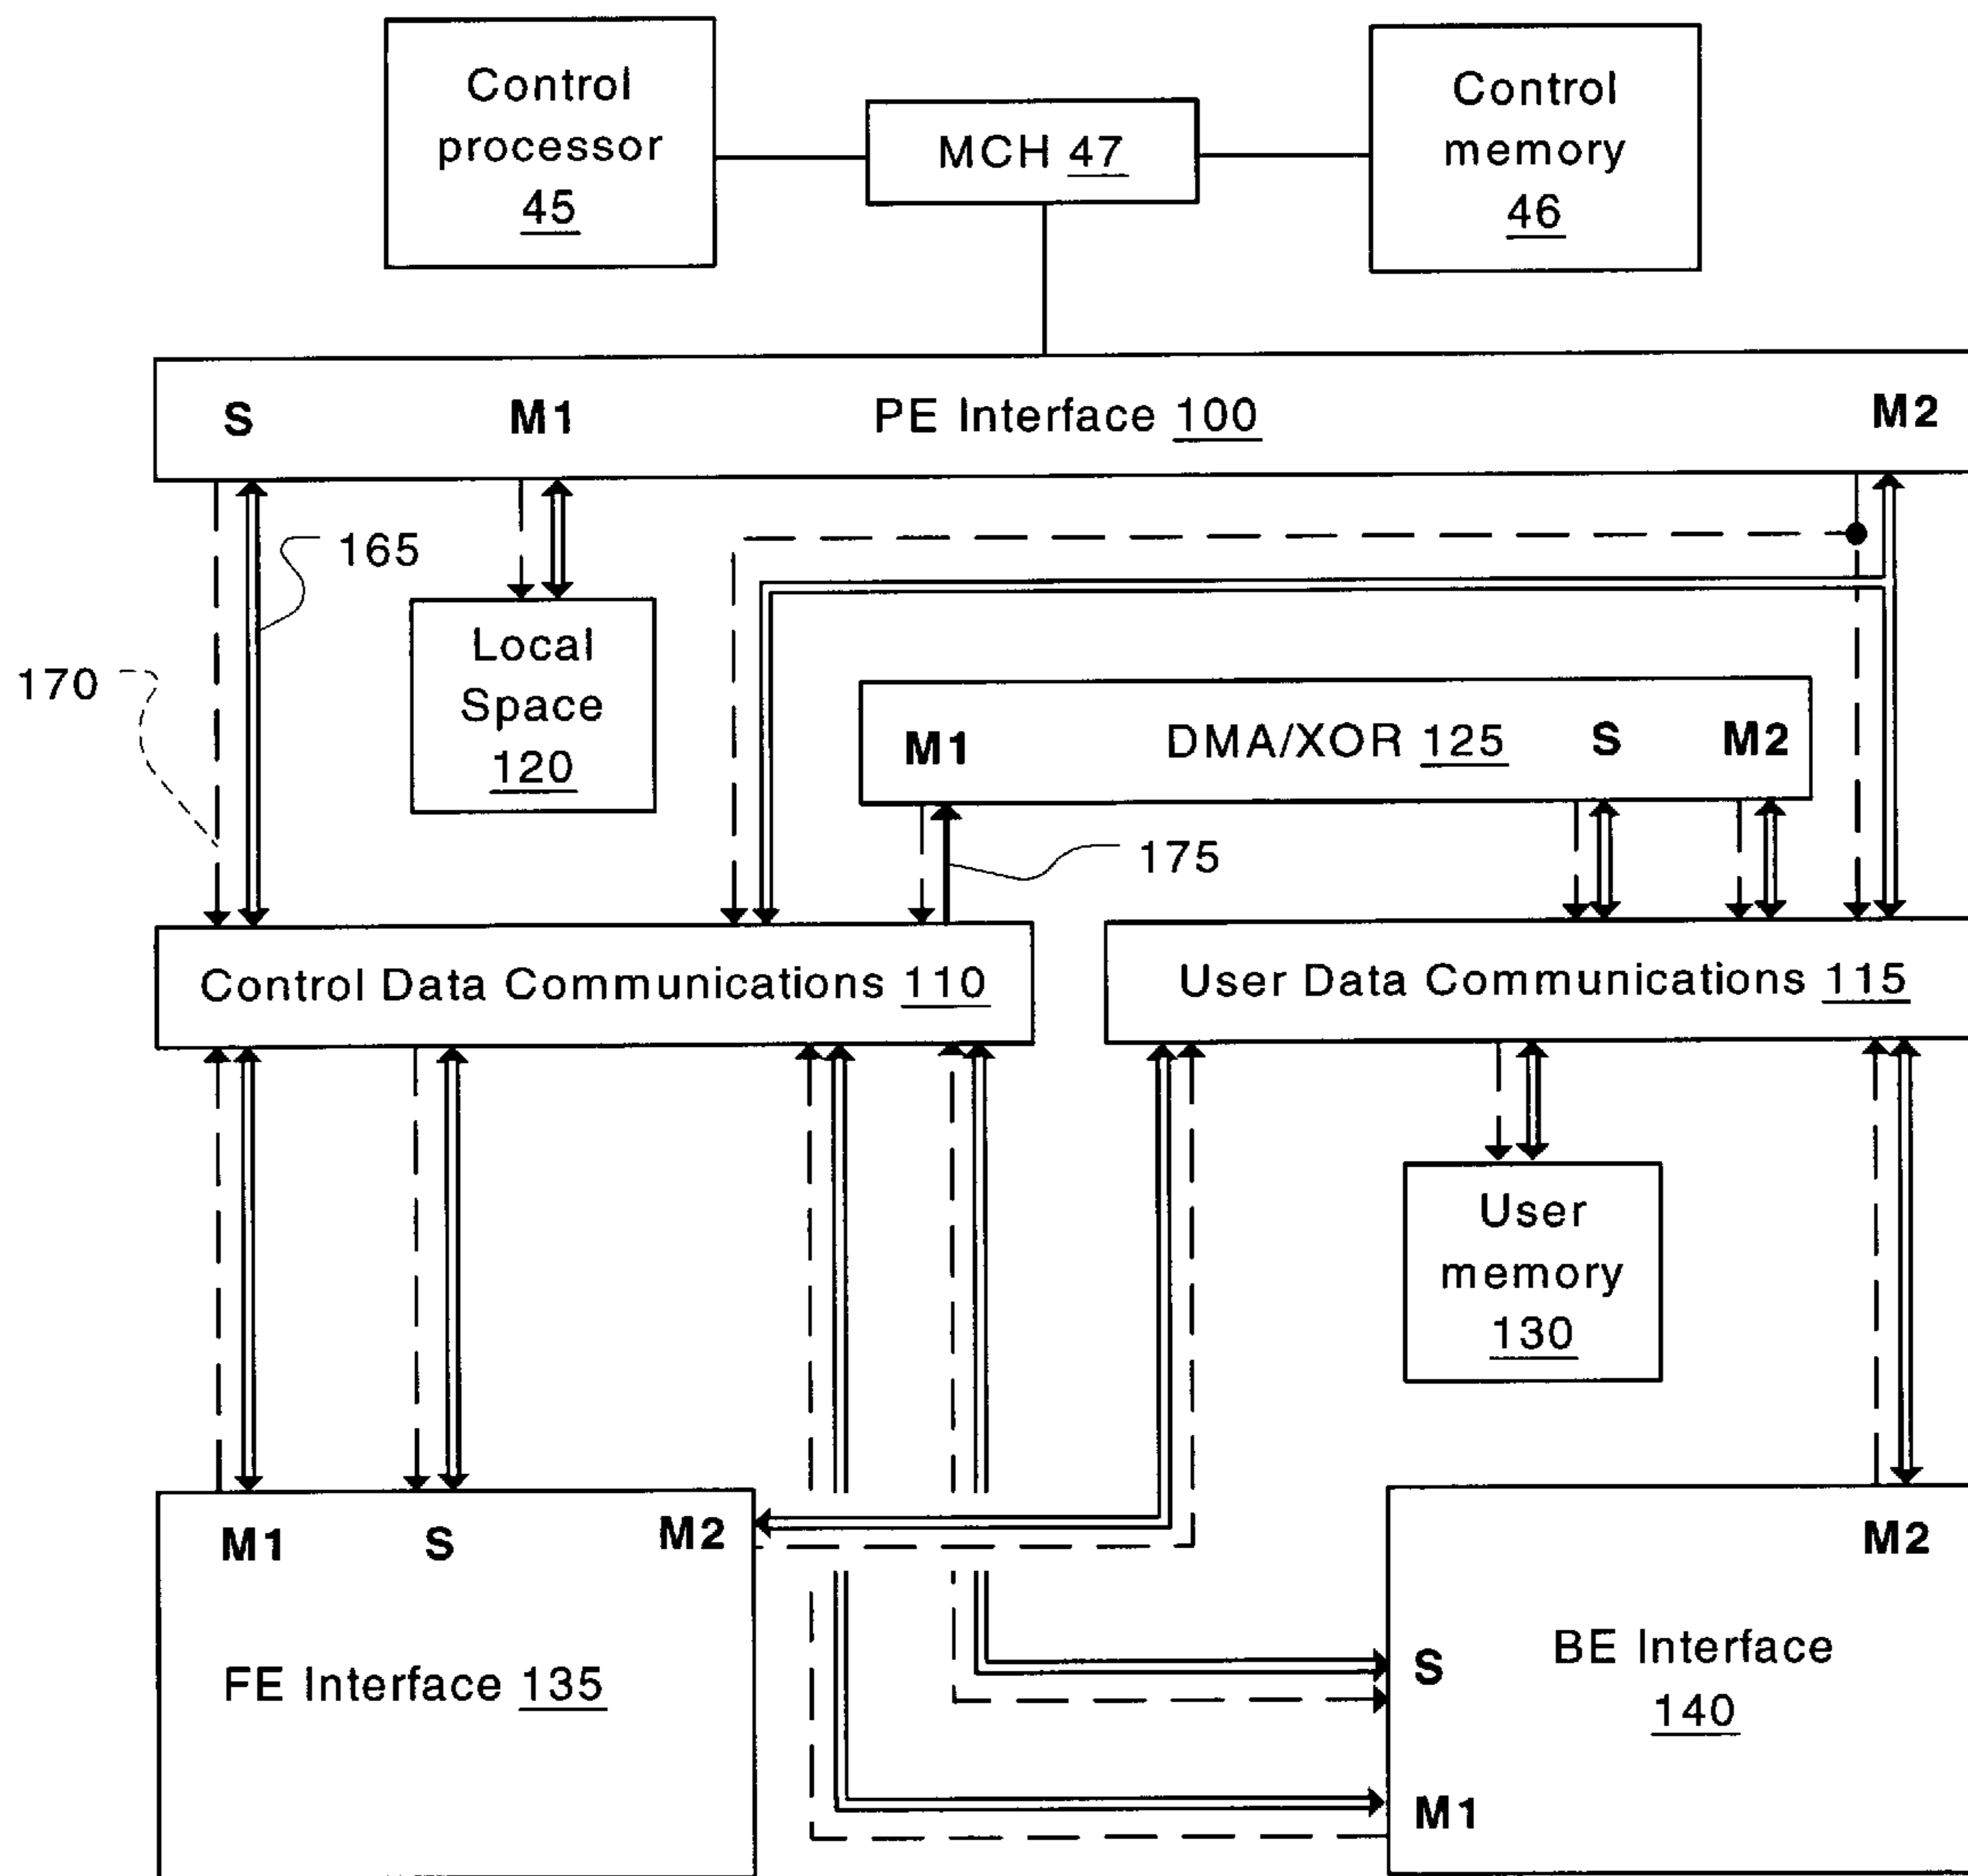 Control
processor
45
MCH 47
Control
memory
46
S
M1
PE Interface 100
M2
165
170
Local
Space
120
M1
DMA/XOR 125
S
M2
175
Control Data Communications 110
User Data Communications 115
User
memory
130
M1
S
M2
FE Interface 135
M2
S
BE Interface
140
M1